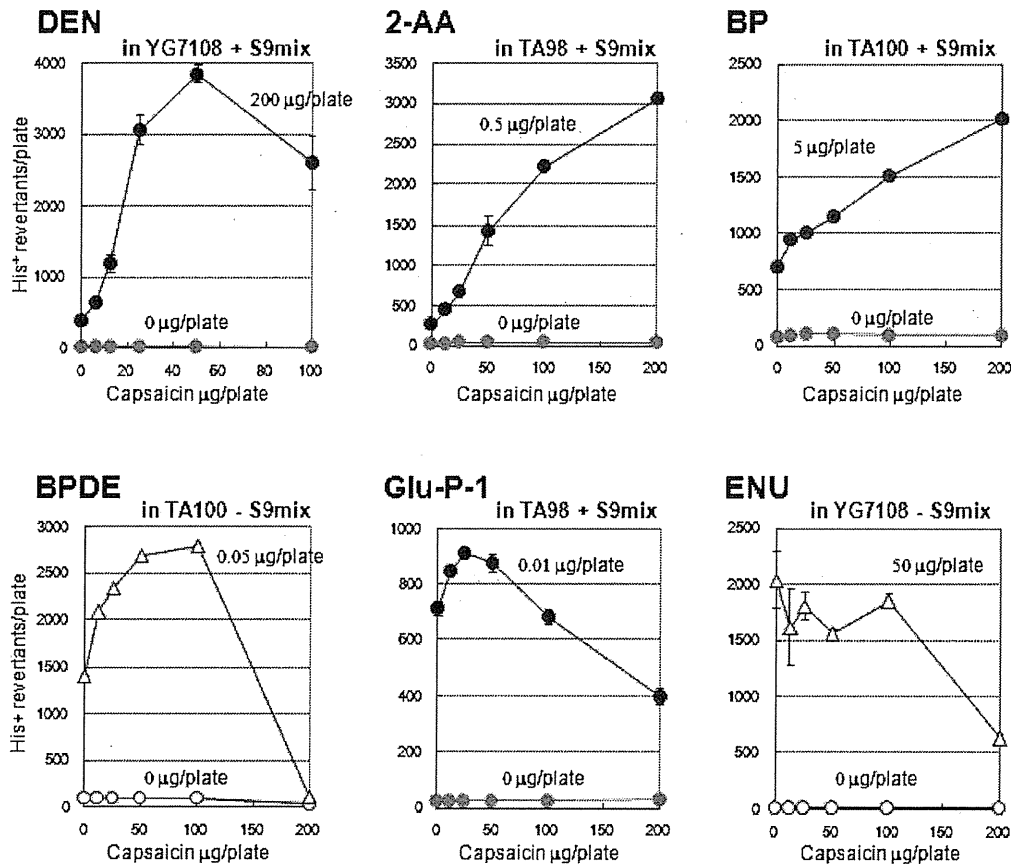 DEN
in YG7108 + S9mix
His⁺ revertants/plate
4000
3000
2000
1000
0
200 µg/plate
0 µg/plate
0 20 40 60 80 100
Capsaicin µg/plate
2-AA
in TA98 + S9mix
3500
3000
2500
2000
1500
1000
500
0
0.5 µg/plate
0 µg/plate
0 50 100 150 200
Capsaicin µg/plate
BP
in TA100 + S9mix
2500
2000
1500
1000
500
0
5 µg/plate
0 µg/plate
0 50 100 150 200
Capsaicin µg/plate
BPDE
in TA100 - S9mix
His+ revertants/plate
3000
2500
2000
1500
1000
500
0
0.05 µg/plate
0 µg/plate
0 50 100 150 200
Capsaicin µg/plate
Glu-P-1
in TA98 + S9mix
1000
800
600
400
200
0
0.01 µg/plate
0 µg/plate
0 50 100 150 200
Capsaicin µg/plate
ENU
in YG7108 - S9mix
2500
2000
1500
1000
500
0
50 µg/plate
0 µg/plate
0 50 100 150 200
Capsaicin µg/plate